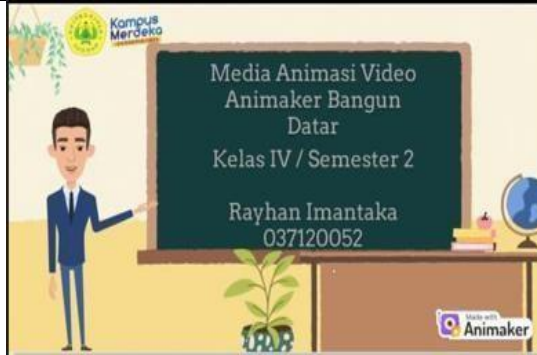 Kampus
Merdeka
Media Animasi Video
Animaker Bangun
Datar
Kelas IV / Semester 2
Rayhan Imantaka
037120052
Made with
Animaker